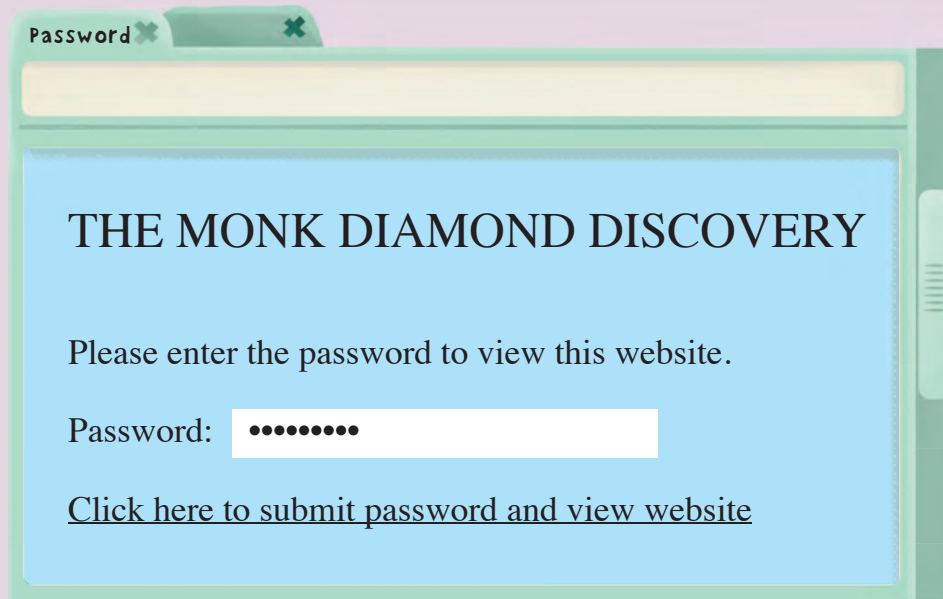 Password
THE MONK DIAMOND DISCOVERY
Please enter the password to view this website.
Password: •••••••••
Click here to submit password and view website